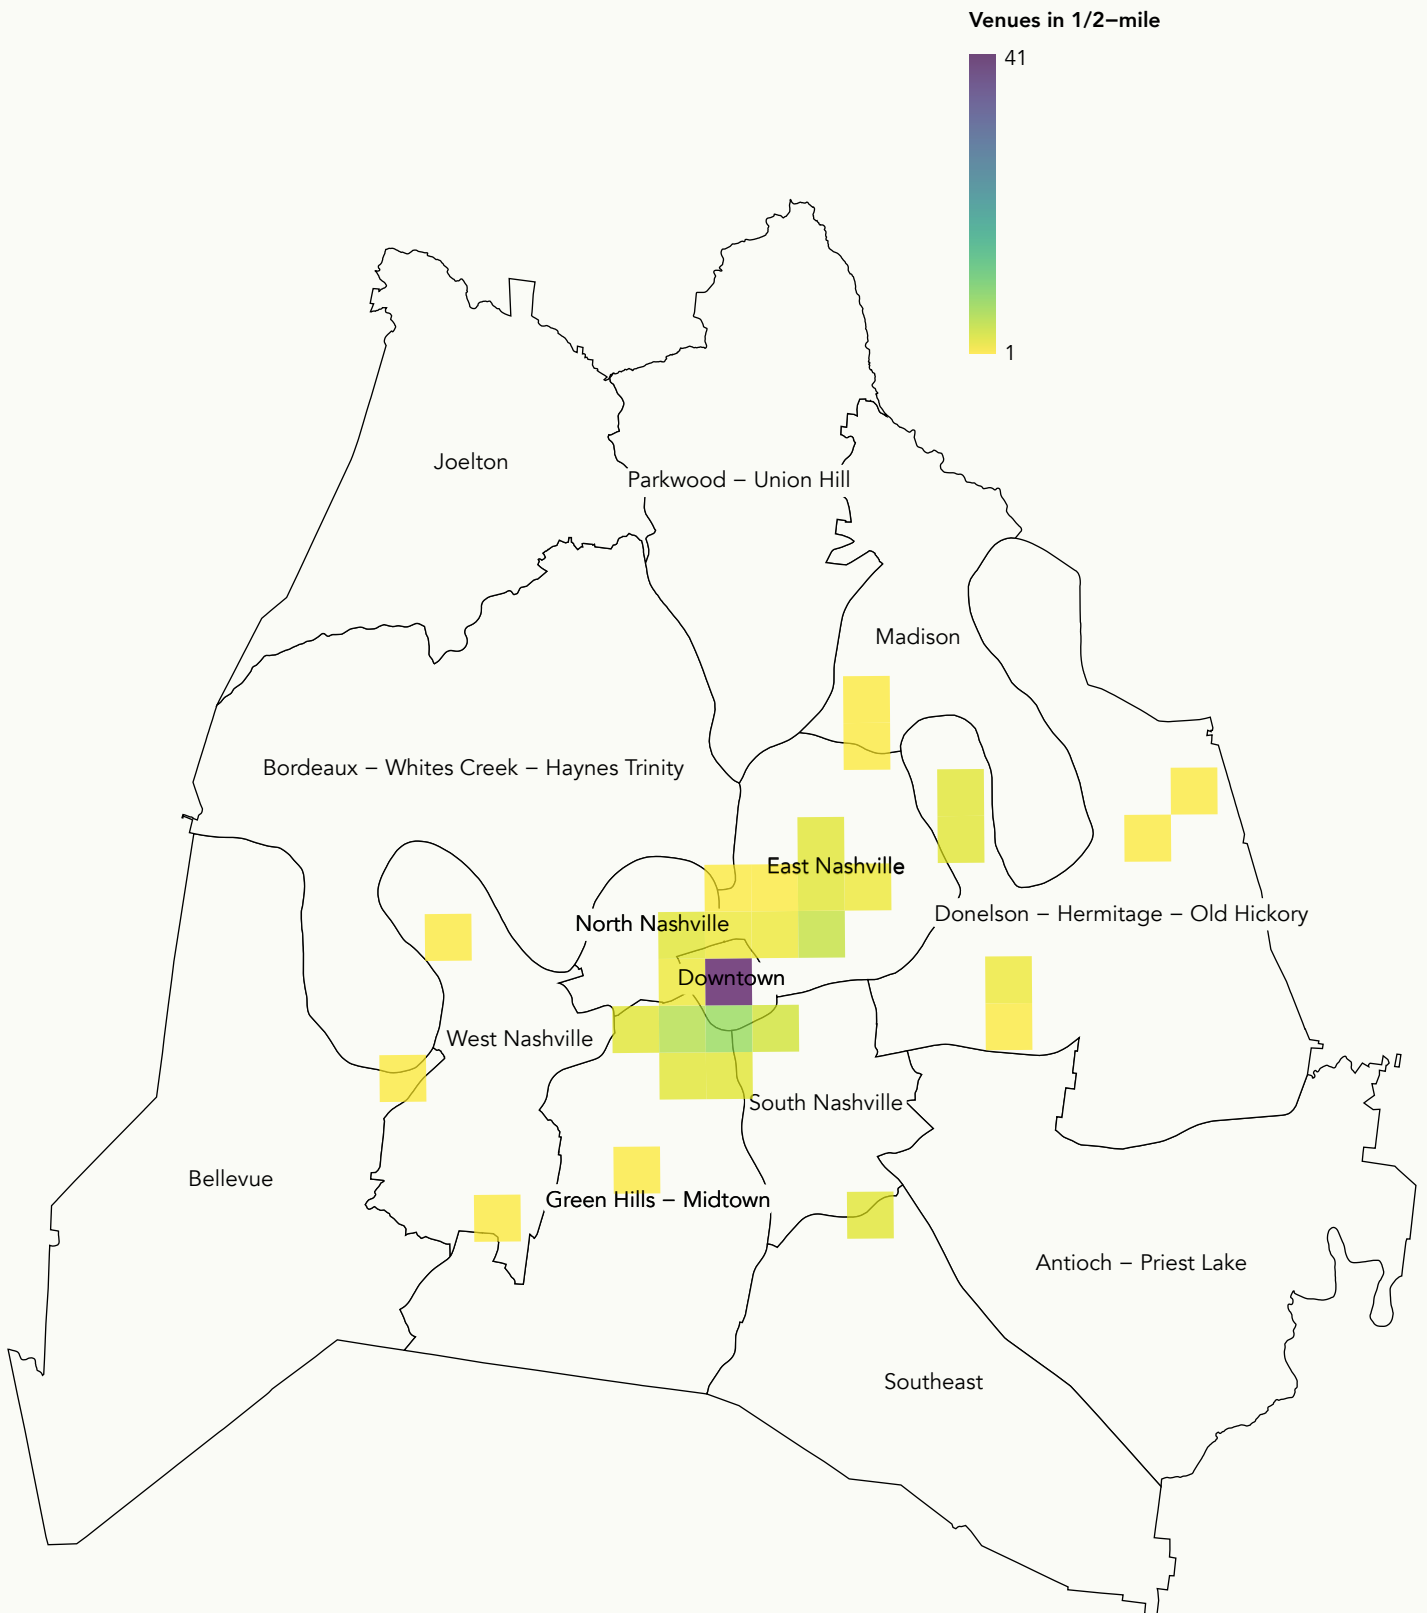 Venues in 1/2–mile
41
1
Joelton
Parkwood – Union Hill
Madison
Bordeaux – Whites Creek – Haynes Trinity
East Nashville
Donelson – Hermitage – Old Hickory
North Nashville
Downtown
West Nashville
South Nashville
Bellevue
Green Hills – Midtown
Antioch – Priest Lake
Southeast